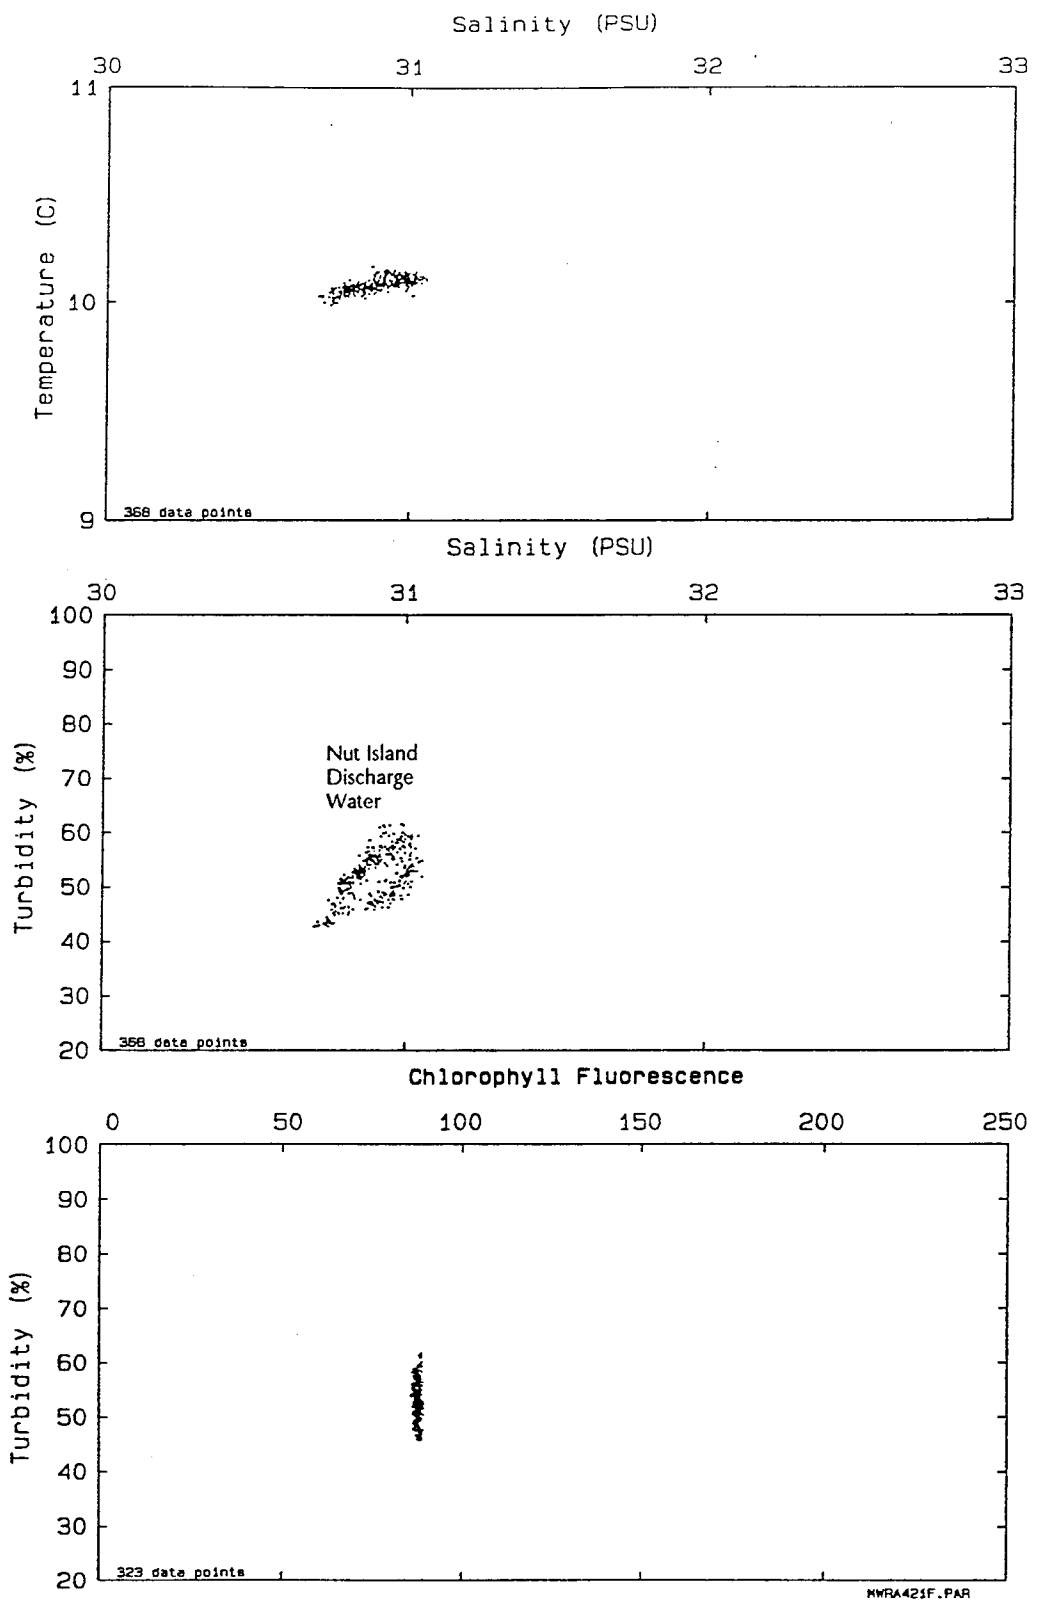 Salinity (PSU)
30 31 32 33
11
Temperature (C)
10
9
368 data points
Salinity (PSU)
30 31 32 33
100
90
80
Nut Island
Discharge
Water
70
Turbidity (%)
60
50
40
30
20
368 data points
Chlorophyll Fluorescence
0 50 100 150 200 250
100
90
80
70
Turbidity (%)
60
50
40
30
20
323 data points
MWRA421F.PAR